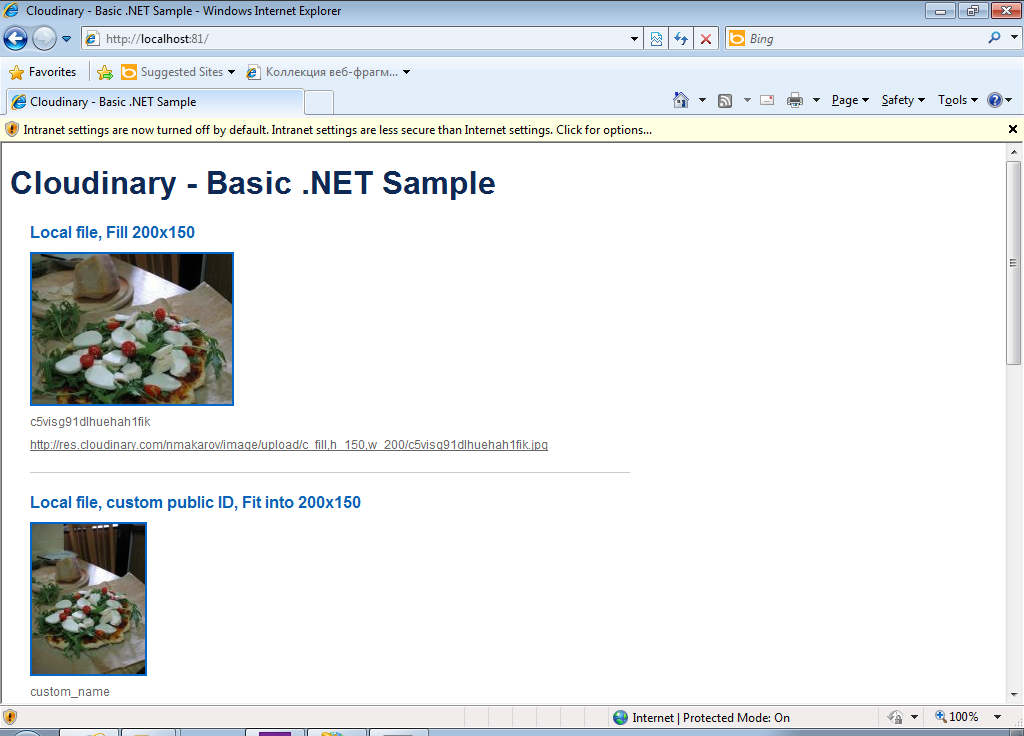 Cloudinary - Basic .NET Sample - Windows Internet Explorer
http://localhost:81/
Bing
Favorites
Suggested Sites
Коллекция веб-фрагм...
Cloudinary - Basic .NET Sample
Page
Safety
Tools
Intranet settings are now turned off by default. Intranet settings are less secure than Internet settings. Click for options...
Cloudinary - Basic .NET Sample
Local file, Fill 200x150
c5visg91dlhuehah1fik
http://res.cloudinary.com/nmakarov/image/upload/c_fill,h_150,w_200/c5visg91dlhuehah1fik.jpg
Local file, custom public ID, Fit into 200x150
custom_name
Internet | Protected Mode: On
100%